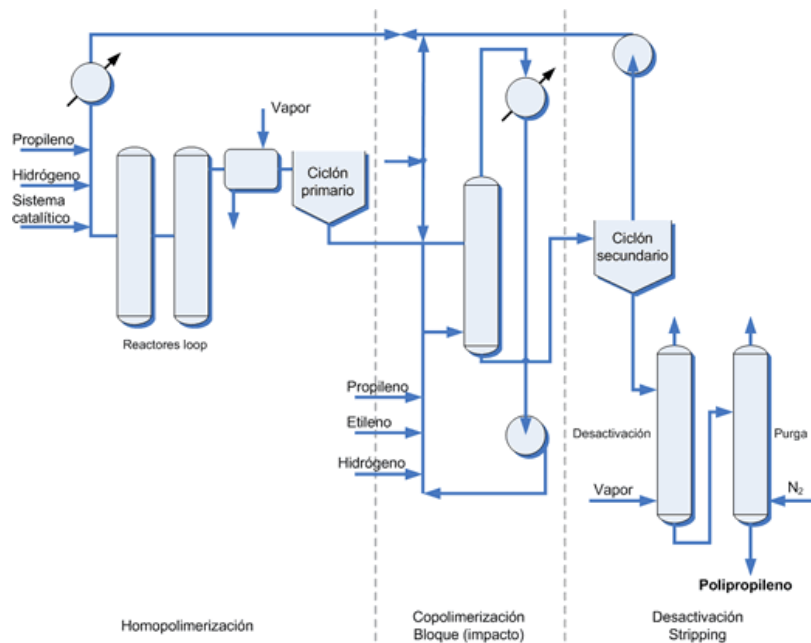 Vapor
Propileno
Hidrógeno
Sistema
catalítico
Ciclón
primario
Reactores loop
Propileno
Etileno
Hidrógeno
Ciclón
secundario
Desactivación
Purga
Vapor
N₂
Polipropileno
Homopolimerización
Copolimerización
Bloque (impacto)
Desactivación
Stripping